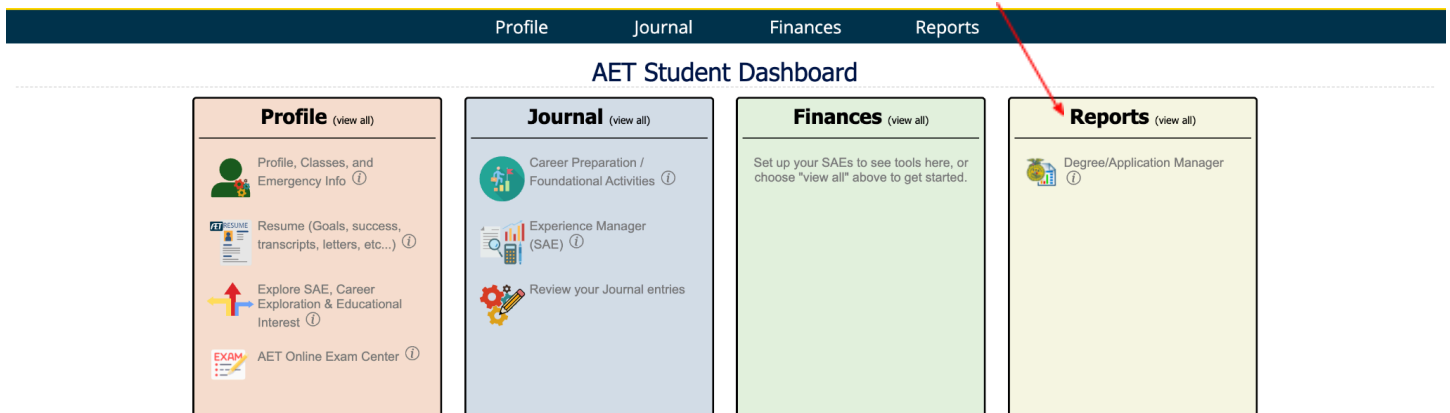 Profile Journal Finances Reports
AET Student Dashboard
Profile (view all)
Profile, Classes, and
Emergency Info i
AET RESUME
Resume (Goals, success,
transcripts, letters, etc...) i
Explore SAE, Career
Exploration & Educational
Interest i
EXAM
AET Online Exam Center i
Journal (view all)
Career Preparation /
Foundational Activities i
Experience Manager
(SAE) i
Review your Journal entries
Finances (view all)
Set up your SAEs to see tools here, or
choose "view all" above to get started.
Reports (view all)
Degree/Application Manager
i